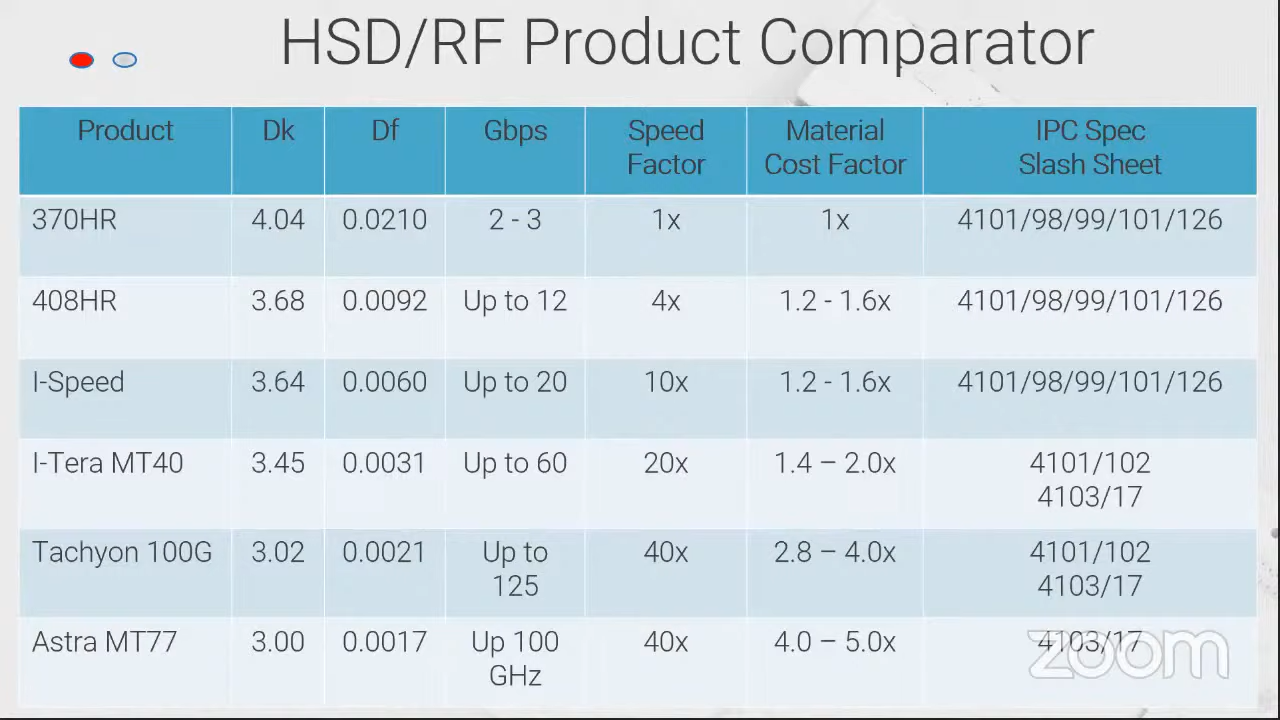 HSD/RF Product Comparator
Product Dk Df Gbps Speed Factor Material Cost Factor IPC Spec Slash Sheet
370HR 4.04 0.0210 2 - 3 1x 1x 4101/98/99/101/126
408HR 3.68 0.0092 Up to 12 4x 1.2 - 1.6x 4101/98/99/101/126
I-Speed 3.64 0.0060 Up to 20 10x 1.2 - 1.6x 4101/98/99/101/126
I-Tera MT40 3.45 0.0031 Up to 60 20x 1.4 – 2.0x 4101/102 4103/17
Tachyon 100G 3.02 0.0021 Up to 125 40x 2.8 – 4.0x 4101/102 4103/17
Astra MT77 3.00 0.0017 Up 100 GHz 40x 4.0 – 5.0x 4103/17
zoom